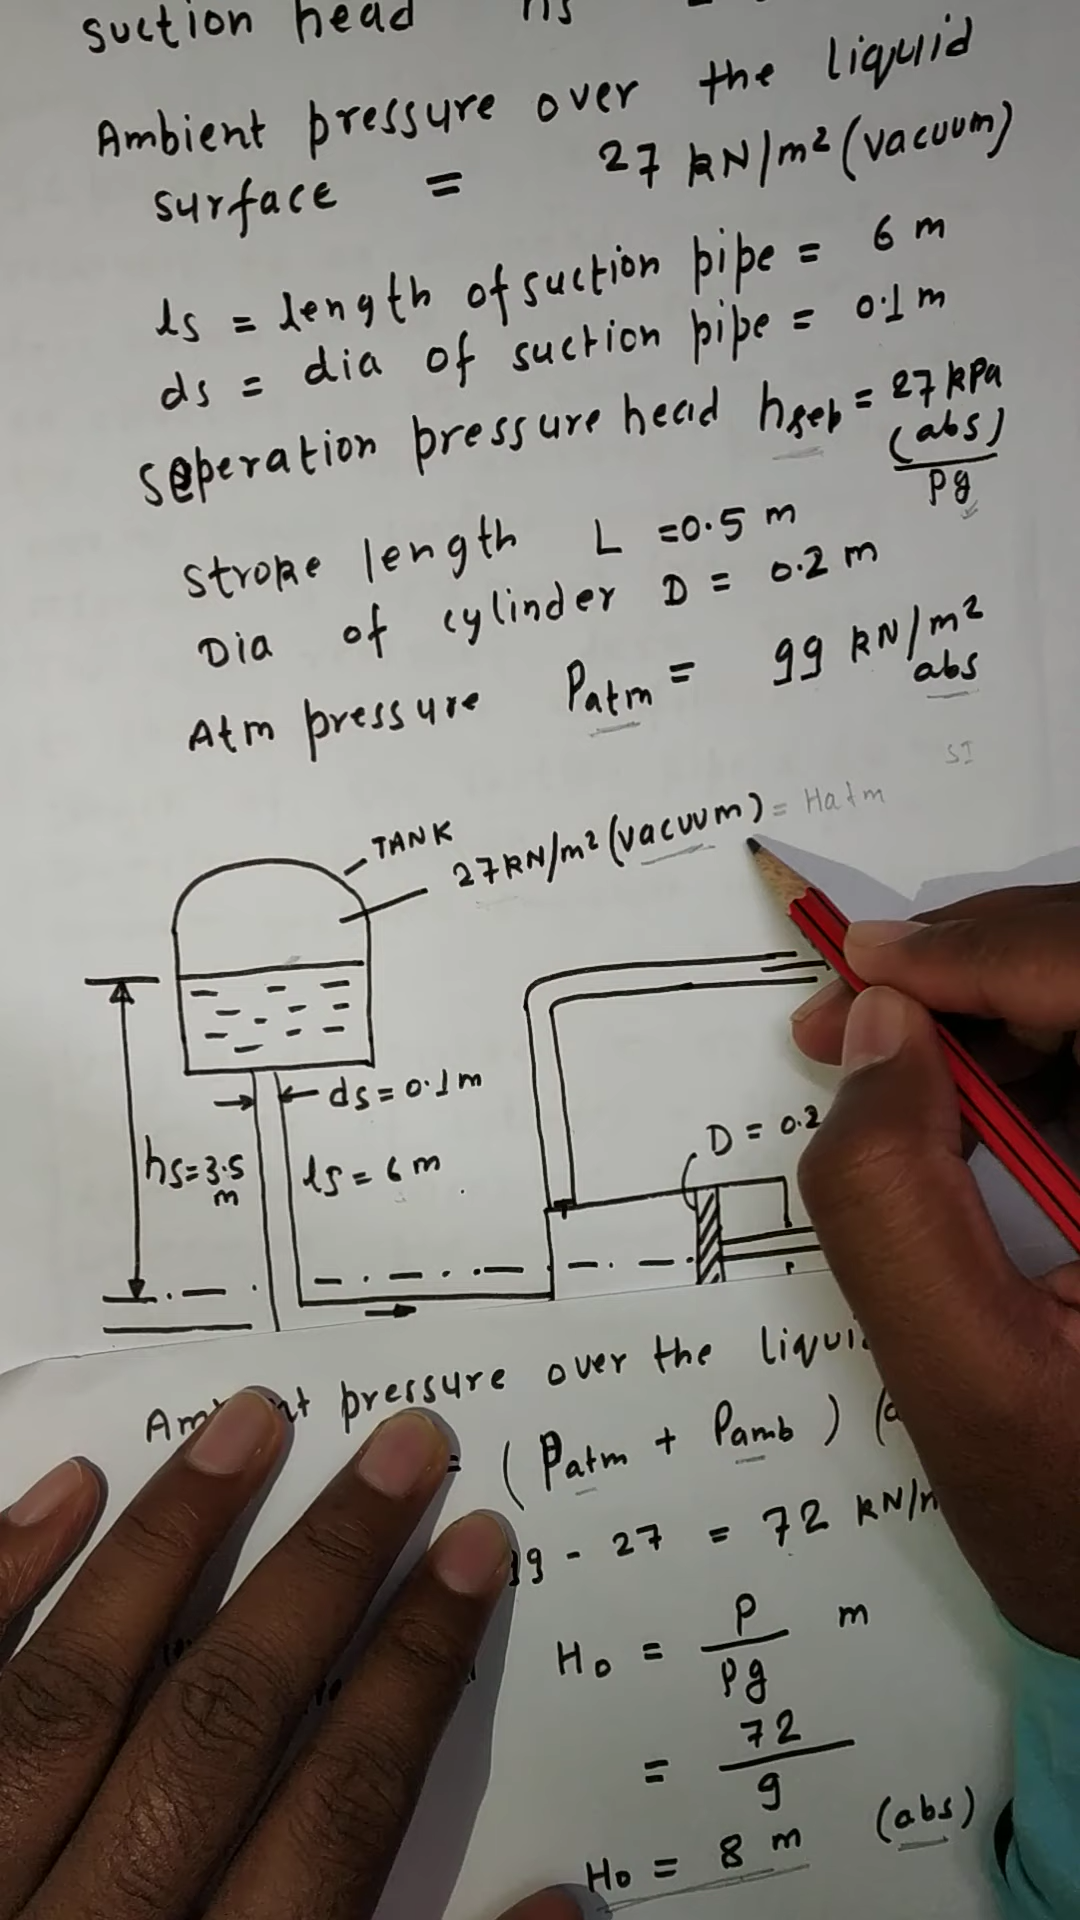 suction head hs
Ambient pressure over the liquid
surface = 27 kN/m² (vacuum)
ls = length of suction pipe = 6 m
ds = dia of suction pipe = 0.1 m
Seperation pressure head hsep = 27 kPa (abs) / ρg
Stroke length L = 0.5 m
Dia of cylinder D = 0.2 m
Atm pressure Patm = 99 kN/m² abs
SI
TANK
27 kN/m² (vacuum) = Hatm
ds = 0.1 m
hs = 3.5 m
ls = 6 m
D = 0.2
pressure over the
= (Patm + Pamb)
99 - 27 = 72
H₀ = P / ρg m
= 72 / 9
H₀ = 8 m (abs)